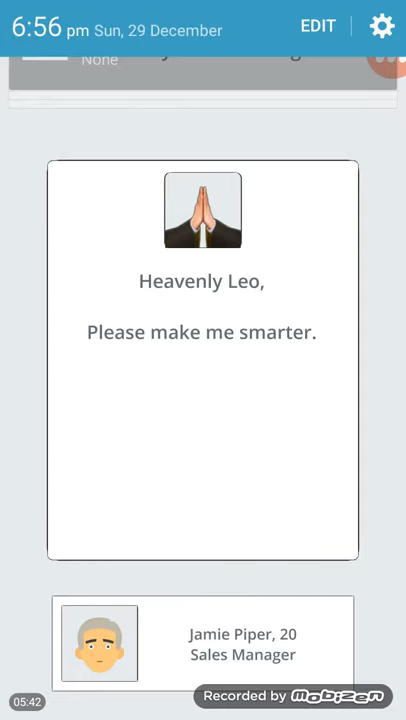 6:56 pm Sun, 29 December EDIT
None
Heavenly Leo,
Please make me smarter.
Jamie Piper, 20
Sales Manager
05:42
Recorded by mobizen